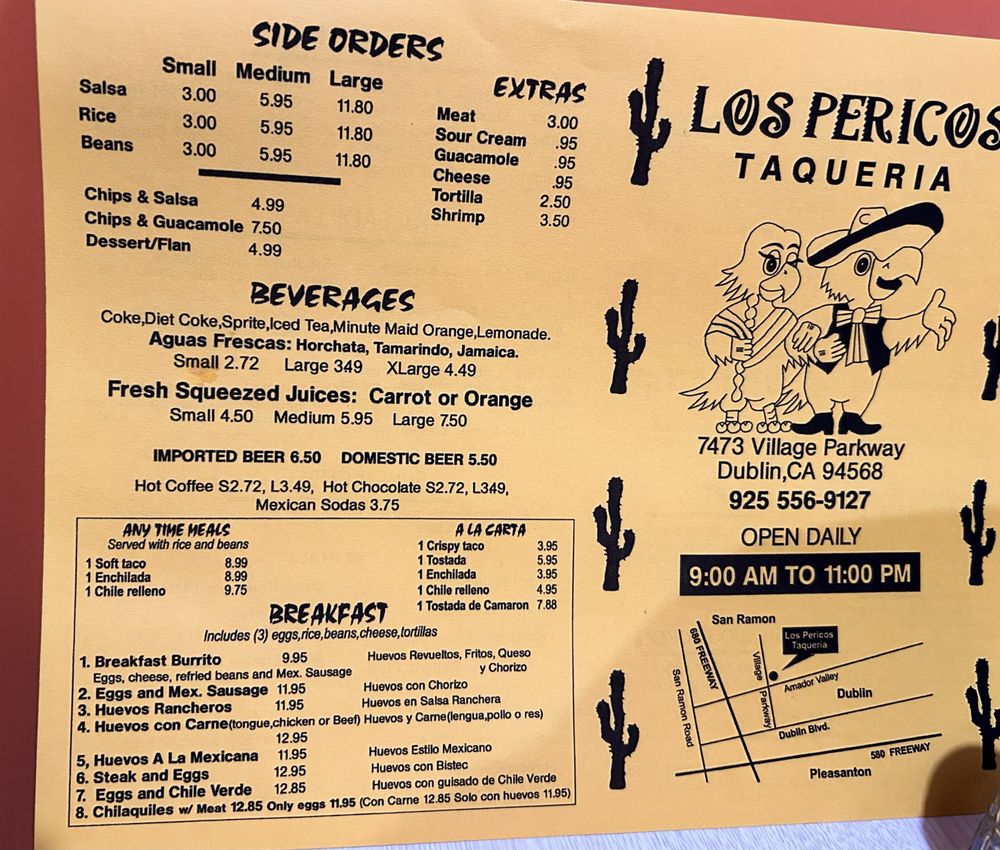 SIDE ORDERS
Small Medium Large
Salsa 3.00 5.95 11.80
Rice 3.00 5.95 11.80
Beans 3.00 5.95 11.80
Chips & Salsa 4.99
Chips & Guacamole 7.50
Dessert/Flan 4.99
EXTRAS
Meat 3.00
Sour Cream .95
Guacamole .95
Cheese .95
Tortilla 2.50
Shrimp 3.50
BEVERAGES
Coke,Diet Coke,Sprite,Iced Tea,Minute Maid Orange,Lemonade.
Aguas Frescas: Horchata, Tamarindo, Jamaica.
Small 2.72 Large 349 XLarge 4.49
Fresh Squeezed Juices: Carrot or Orange
Small 4.50 Medium 5.95 Large 7.50
IMPORTED BEER 6.50 DOMESTIC BEER 5.50
Hot Coffee S2.72, L3.49, Hot Chocolate S2.72, L349,
Mexican Sodas 3.75
ANY TIME MEALS
Served with rice and beans
1 Soft taco 8.99
1 Enchilada 8.99
1 Chile relleno 9.75
A LA CARTA
1 Crispy taco 3.95
1 Tostada 5.95
1 Enchilada 3.95
1 Chile relleno 4.95
1 Tostada de Camaron 7.88
BREAKFAST
Includes (3) eggs,rice,beans,cheese,tortillas
1. Breakfast Burrito 9.95 Huevos Revueltos, Fritos, Queso
Eggs, cheese, refried beans and Mex. Sausage y Chorizo
2. Eggs and Mex. Sausage 11.95 Huevos con Chorizo
3. Huevos Rancheros 11.95 Huevos en Salsa Ranchera
4. Huevos con Carne(tongue,chicken or Beef) Huevos y Carne(lengua,pollo o res)
12.95
5, Huevos A La Mexicana 11.95 Huevos Estilo Mexicano
6. Steak and Eggs 12.95 Huevos con Bistec
7. Eggs and Chile Verde 12.85 Huevos con guisado de Chile Verde
8. Chilaquiles w/ Meat 12.85 Only eggs 11.95 (Con Carne 12.85 Solo con huevos 11.95)
LOS PERICOS
TAQUERIA
7473 Village Parkway
Dublin,CA 94568
925 556-9127
OPEN DAILY
9:00 AM TO 11:00 PM
San Ramon
Los Pericos
Taqueria
680 FREEWAY
Village Parkway
San Ramon Road
Amador Valley
Dublin
Dublin Blvd.
580 FREEWAY
Pleasanton